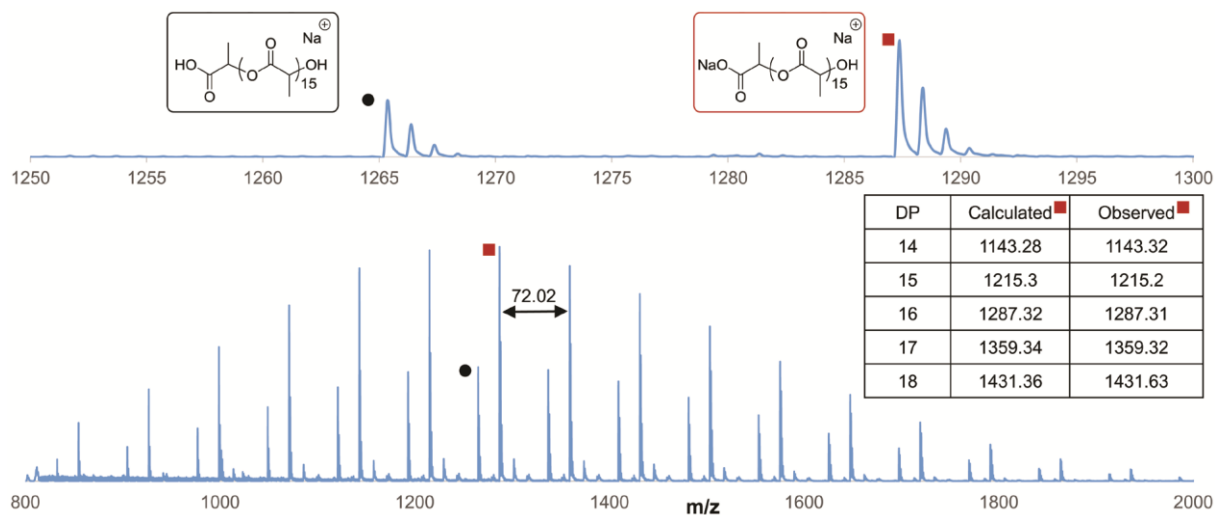 Na ⊕
O
HO
O
O
OH
15
Na ⊕
O
NaO
O
O
OH
15
1250 1255 1260 1265 1270 1275 1280 1285 1290 1295 1300
DP Calculated Observed
14 1143.28 1143.32
15 1215.3 1215.2
16 1287.32 1287.31
17 1359.34 1359.32
18 1431.36 1431.63
72.02
800 1000 1200 1400 1600 1800 2000
m/z